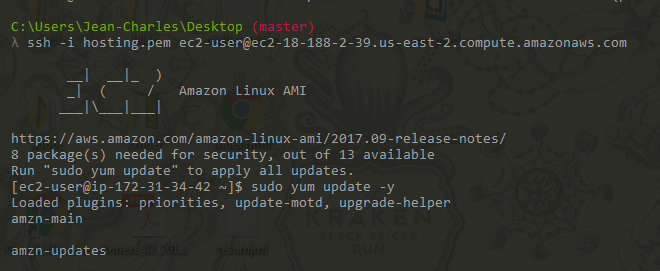 C:\Users\Jean-Charles\Desktop (master)
λ ssh -i hosting.pem ec2-user@ec2-18-188-2-39.us-east-2.compute.amazonaws.com
__|  __|_  )
_|  (     /   Amazon Linux AMI
___|\___|___|
https://aws.amazon.com/amazon-linux-ami/2017.09-release-notes/
8 package(s) needed for security, out of 13 available
Run "sudo yum update" to apply all updates.
[ec2-user@ip-172-31-34-42 ~]$ sudo yum update -y
Loaded plugins: priorities, update-motd, upgrade-helper
amzn-main
KRAKEN
BLACK SPICED
RUM
amzn-updates